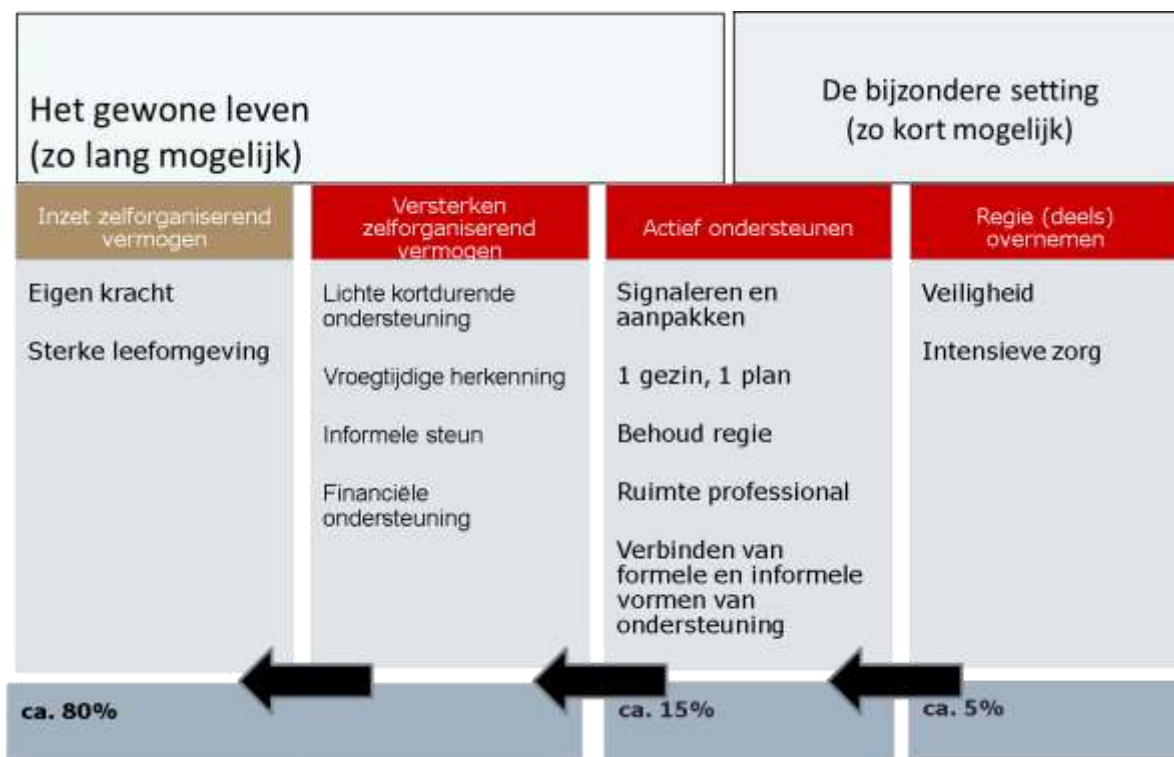 Het gewone leven
(zo lang mogelijk)
De bijzondere setting
(zo kort mogelijk)
Inzet zelforganiserend
vermogen
Versterken
zelforganiserend
vermogen
Actief ondersteunen
Regie (deels)
overnemen
Eigen kracht
Sterke leefomgeving
Lichte kortdurende
ondersteuning
Vroegtijdige herkenning
Informele steun
Financiële
ondersteuning
Signaleren en
aanpakken
1 gezin, 1 plan
Behoud regie
Ruimte professional
Verbinden van
formele en informele
vormen van
ondersteuning
Veiligheid
Intensieve zorg
ca. 80%
ca. 15%
ca. 5%